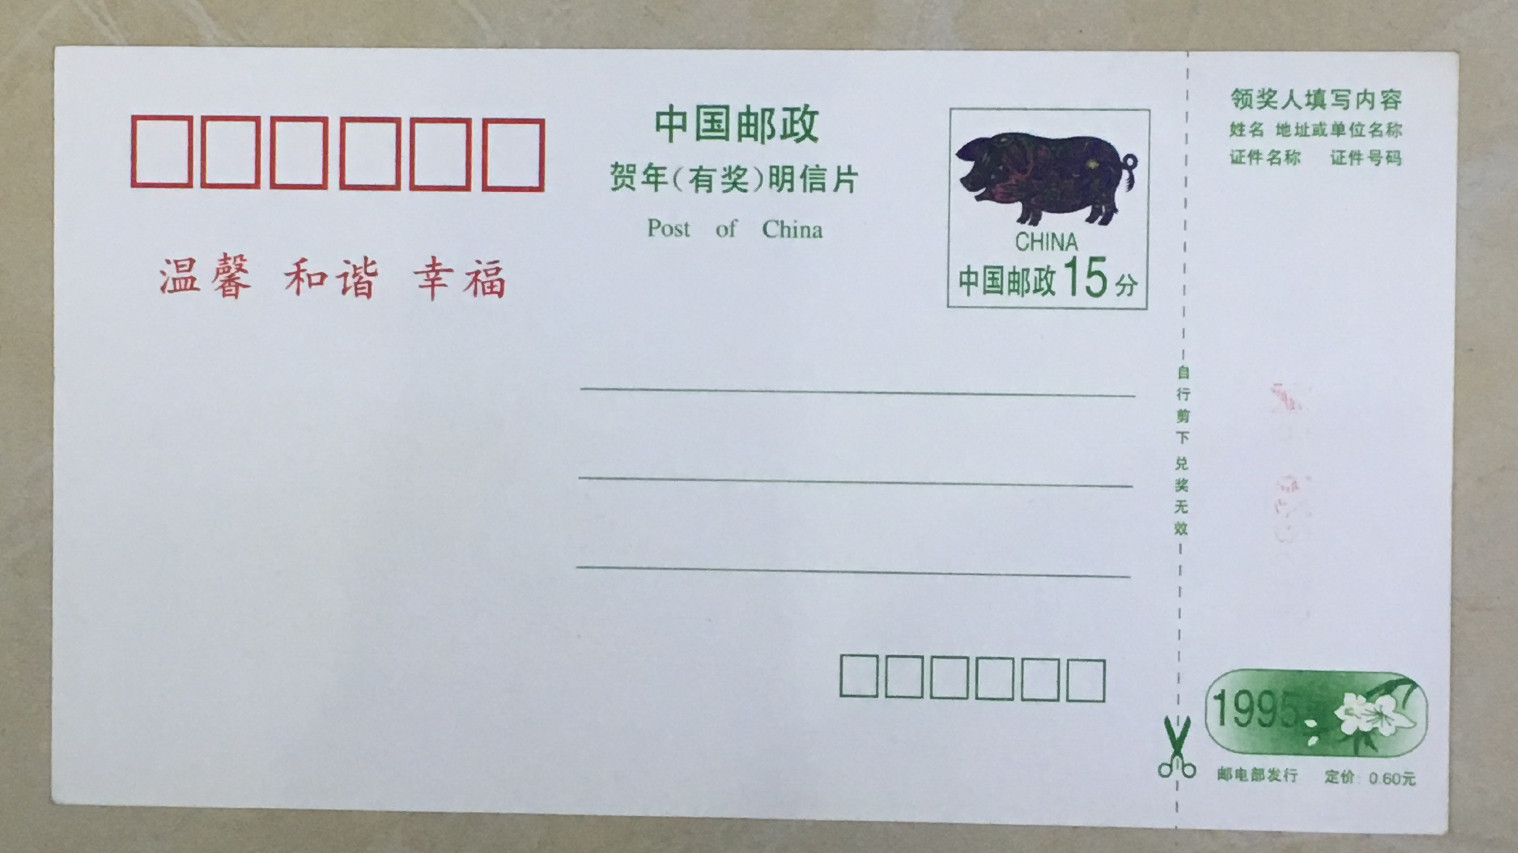 中国邮政
贺年(有奖)明信片
Post of China
温馨 和谐 幸福
CHINA
中国邮政15分
领奖人填写内容
姓名 地址或单位名称
证件名称 证件号码
自行剪下 兑奖无效
1995
邮电部发行 定价: 0.60元